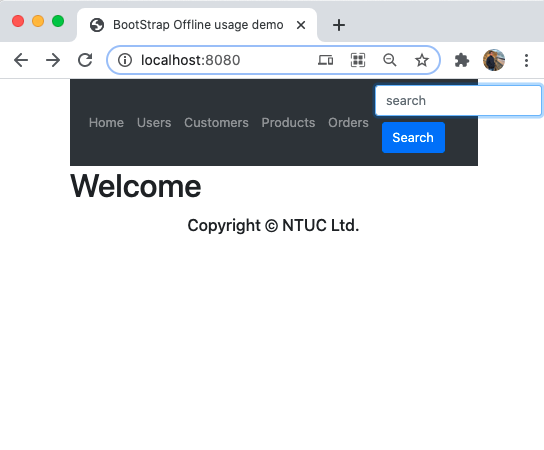 BootStrap Offline usage demo
localhost:8080
search
Home Users Customers Products Orders
Search
Welcome
Copyright © NTUC Ltd.